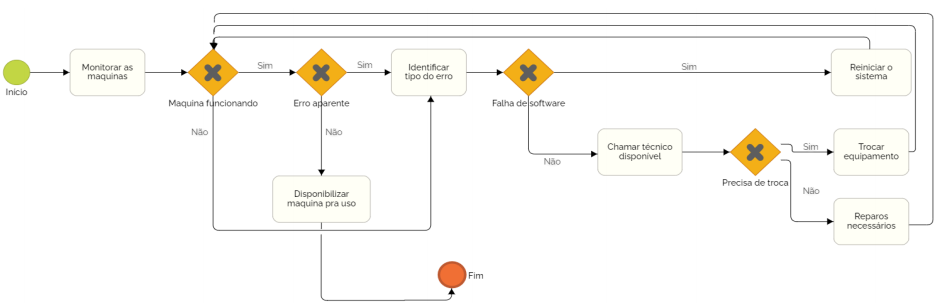 Início
Monitorar as
maquinas
Maquina funcionando
Sim
Erro aparente
Sim
Identificar
tipo do erro
Falha de software
Sim
Reiniciar o
sistema
Não
Não
Disponibilizar
maquina pra uso
Não
Chamar técnico
disponível
Precisa de troca
Sim
Trocar
equipamento
Não
Reparos
necessários
Fim